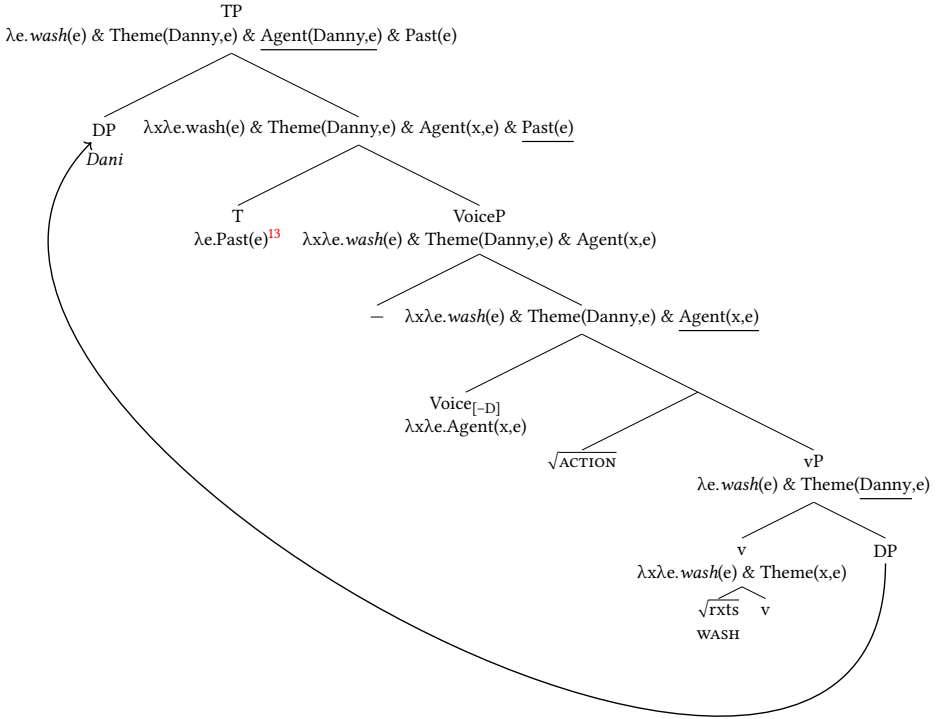 TP
λe.wash(e) & Theme(Danny,e) & Agent(Danny,e) & Past(e)
DP λxλe.wash(e) & Theme(Danny,e) & Agent(x,e) & Past(e)
Dani
T VoiceP
λe.Past(e)13 λxλe.wash(e) & Theme(Danny,e) & Agent(x,e)
— λxλe.wash(e) & Theme(Danny,e) & Agent(x,e)
Voice[–D]
λxλe.Agent(x,e)
√ACTION vP
λe.wash(e) & Theme(Danny,e)
v DP
λxλe.wash(e) & Theme(x,e)
√rxts v
WASH